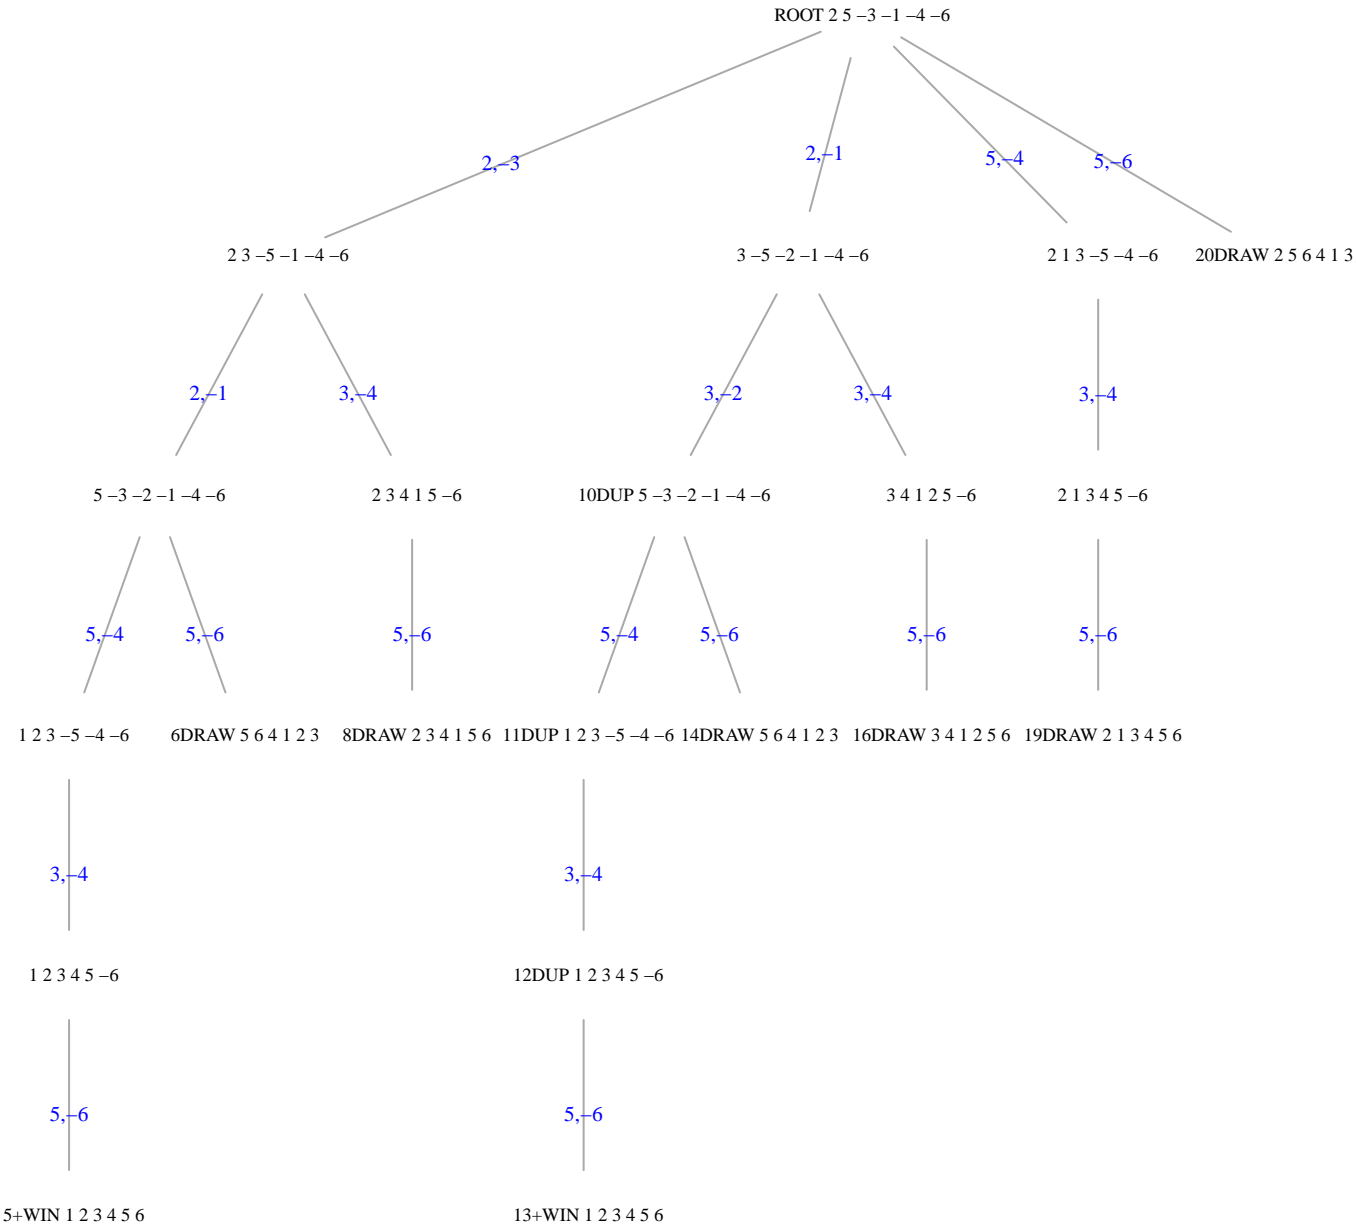 ROOT 2 5 −3 −1 −4 −6
2,−3
2,−1
5,−4
5,−6
2 3 −5 −1 −4 −6
3 −5 −2 −1 −4 −6
2 1 3 −5 −4 −6
20DRAW 2 5 6 4 1 3
2,−1
3,−4
3,−2
3,−4
3,−4
5 −3 −2 −1 −4 −6
2 3 4 1 5 −6
10DUP 5 −3 −2 −1 −4 −6
3 4 1 2 5 −6
2 1 3 4 5 −6
5,−4
5,−6
5,−6
5,−4
5,−6
5,−6
5,−6
1 2 3 −5 −4 −6
6DRAW 5 6 4 1 2 3
8DRAW 2 3 4 1 5 6
11DUP 1 2 3 −5 −4 −6
14DRAW 5 6 4 1 2 3
16DRAW 3 4 1 2 5 6
19DRAW 2 1 3 4 5 6
3,−4
3,−4
1 2 3 4 5 −6
12DUP 1 2 3 4 5 −6
5,−6
5,−6
5+WIN 1 2 3 4 5 6
13+WIN 1 2 3 4 5 6